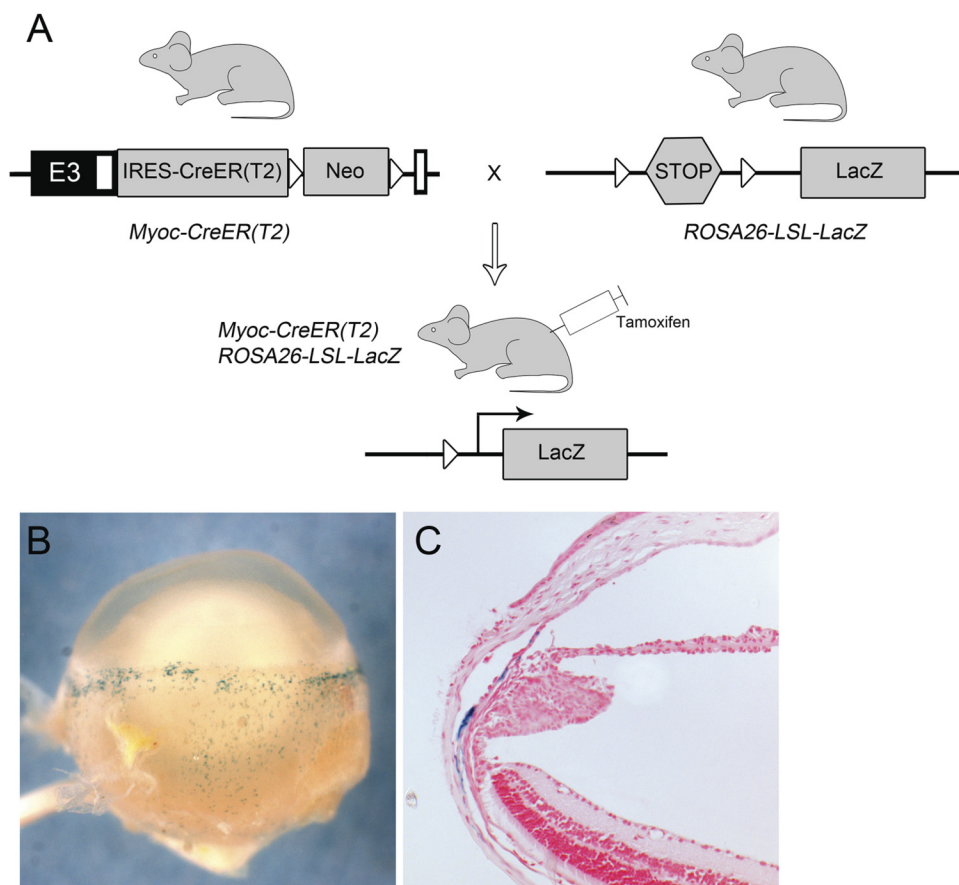 A
E3
IRES-CreER(T2)
Neo
X
STOP
LacZ
Myoc-CreER(T2)
ROSA26-LSL-LacZ
Myoc-CreER(T2)
ROSA26-LSL-LacZ
Tamoxifen
LacZ
B
C